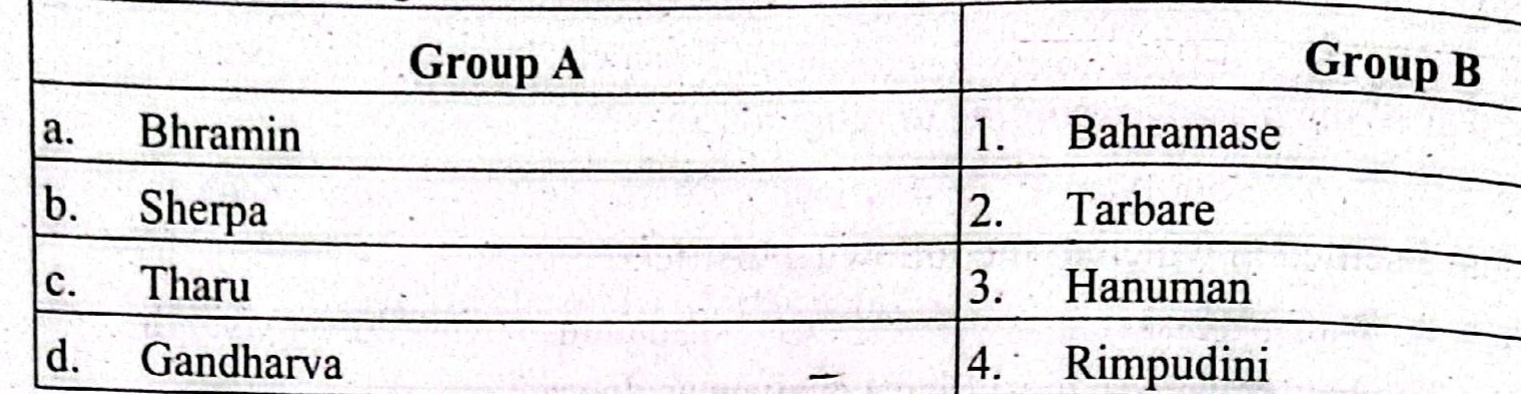 Group A Group B
a. Bhramin 1. Bahramase
b. Sherpa 2. Tarbare
c. Tharu 3. Hanuman
d. Gandharva 4. Rimpudini